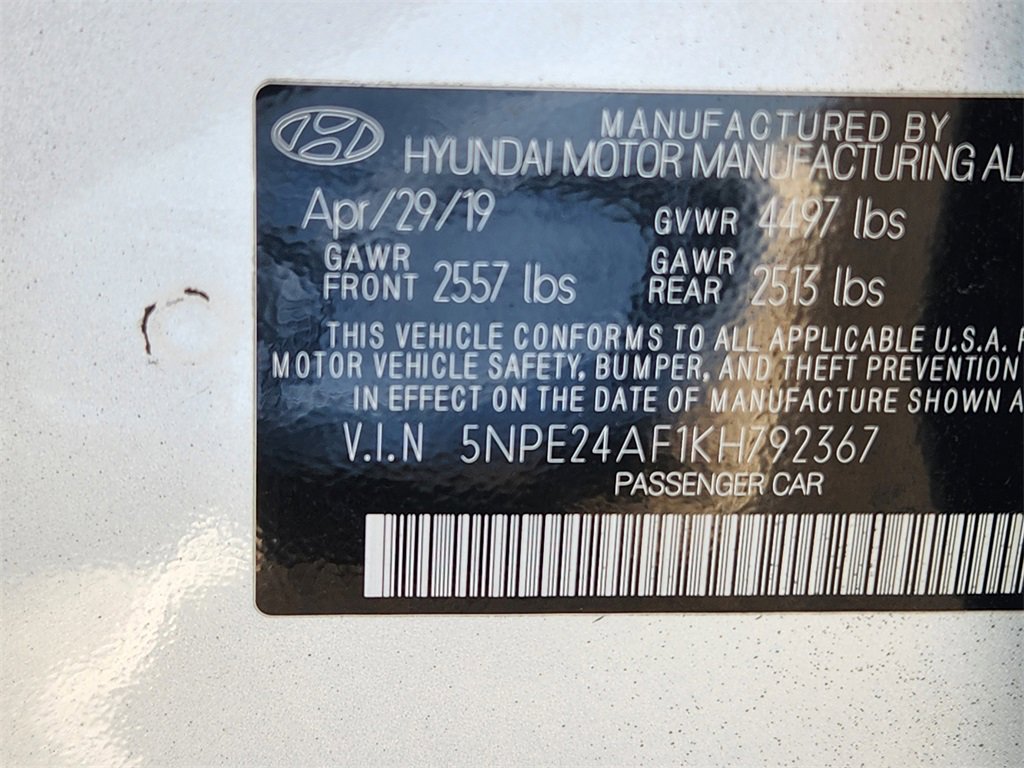 MANUFACTURED BY
HYUNDAI MOTOR MANUFACTURING
Apr/29/19 GVWR 4497 lbs
GAWR FRONT 2557 lbs GAWR REAR 2513 lbs
THIS VEHICLE CONFORMS TO ALL APPLICABLE U.S.A.
MOTOR VEHICLE SAFETY, BUMPER, AND THEFT PREVENTION
IN EFFECT ON THE DATE OF MANUFACTURE SHOWN
V.I.N 5NPE24AF1KH792367
PASSENGER CAR